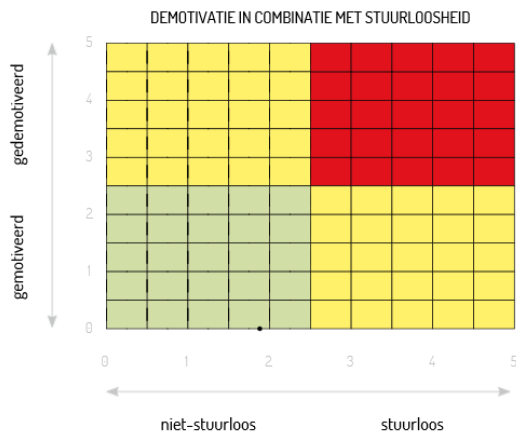 DEMOTIVATIE IN COMBINATIE MET STUURLOOSHEID
gedemotiveerd
gemotiveerd
5
4
3
2
1
0
0 1 2 3 4 5
niet-stuurloos stuurloos